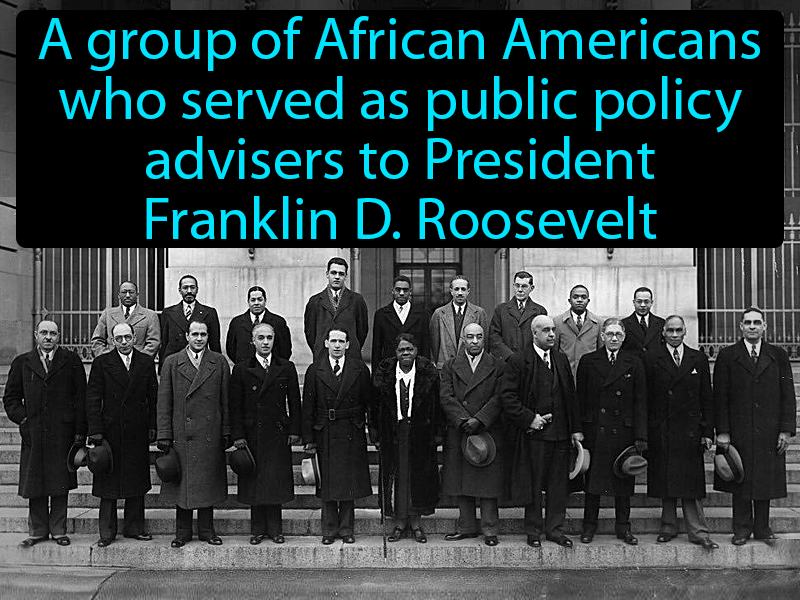 A group of African Americans
who served as public policy
advisers to President
Franklin D. Roosevelt